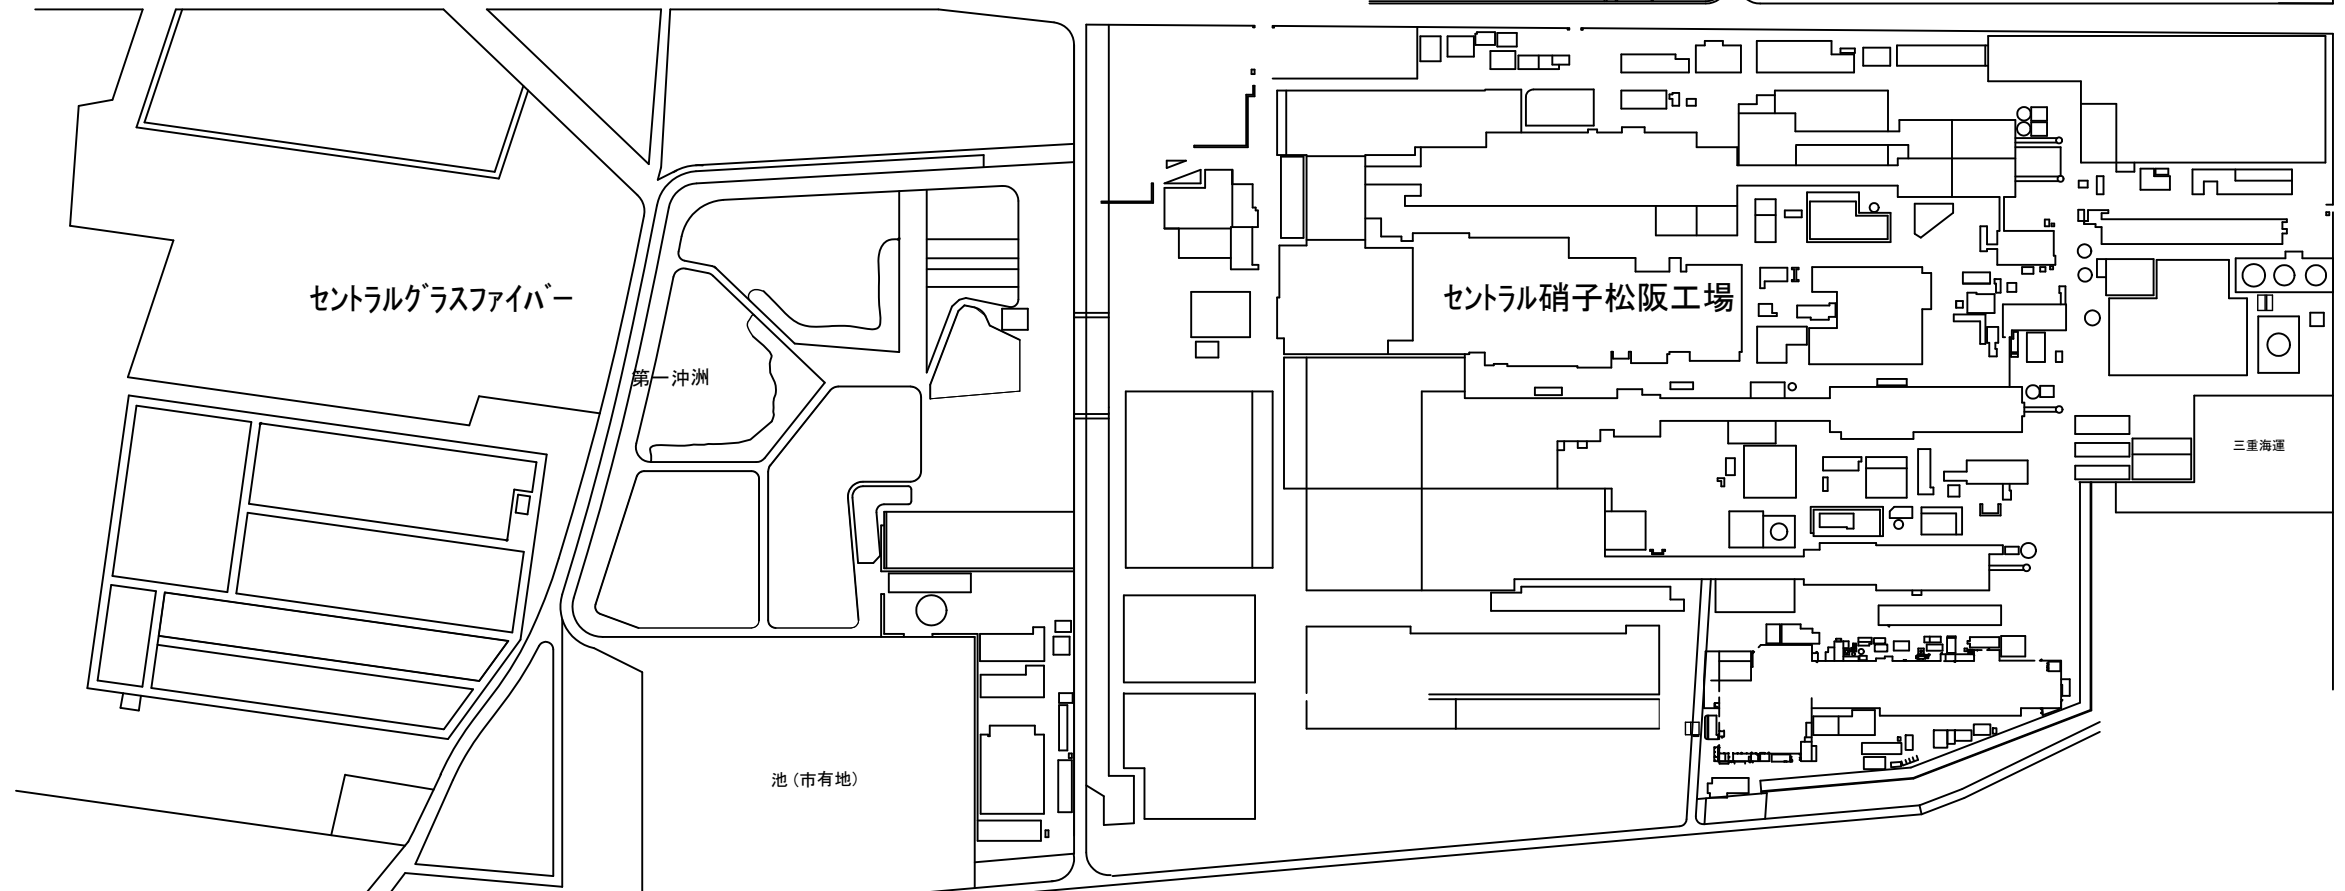 セントラルグラスファイバー
セントラル硝子松阪工場
第一沖洲
三重海運
池(市有地)